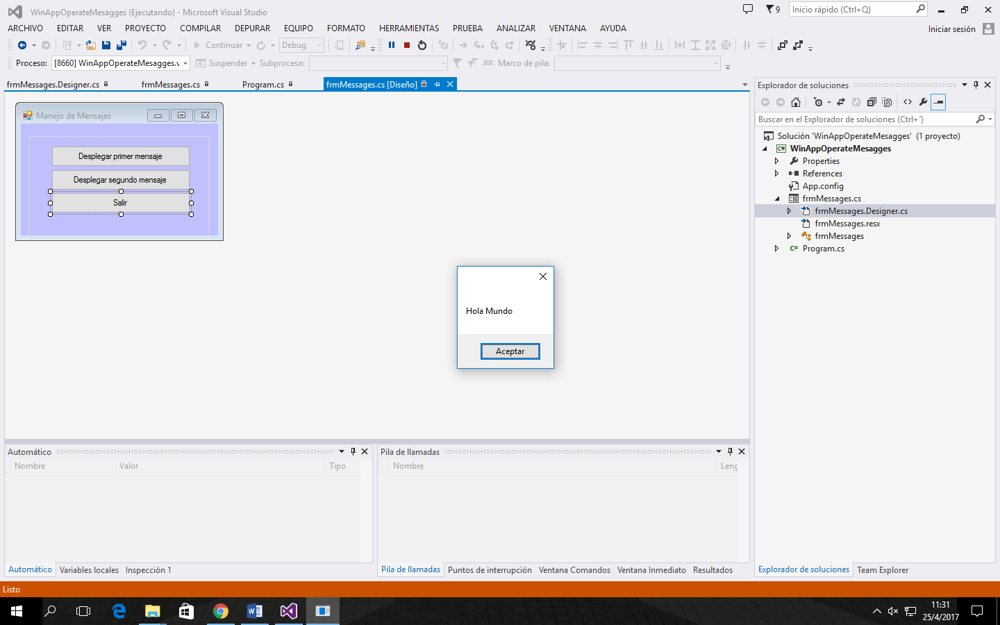 WinAppOperateMesagges (Ejecutando) - Microsoft Visual Studio
9
Inicio rápido (Ctrl+Q)
ARCHIVO EDITAR VER PROYECTO COMPILAR DEPURAR EQUIPO FORMATO HERRAMIENTAS PRUEBA ANALIZAR VENTANA AYUDA
Iniciar sesión
Continuar Debug
Proceso: [8660] WinAppOperateMesagges.v Suspender Subproceso: Marco de pila:
frmMessages.Designer.cs frmMessages.cs Program.cs frmMessages.cs [Diseño]
Manejo de Mensajes
Desplegar primer mensaje
Desplegar segundo mensaje
Salir
Hola Mundo
Aceptar
Explorador de soluciones
Buscar en el Explorador de soluciones (Ctrl+´)
Solución 'WinAppOperateMesagges' (1 proyecto)
C# WinAppOperateMesagges
Properties
References
App.config
frmMessages.cs
frmMessages.Designer.cs
frmMessages.resx
frmMessages
C# Program.cs
Automático
Nombre Valor Tipo
Automático Variables locales Inspección 1
Pila de llamadas
Nombre Leng
Pila de llamadas Puntos de interrupción Ventana Comandos Ventana Inmediato Resultados
Explorador de soluciones Team Explorer
Listo
11:31
25/4/2017